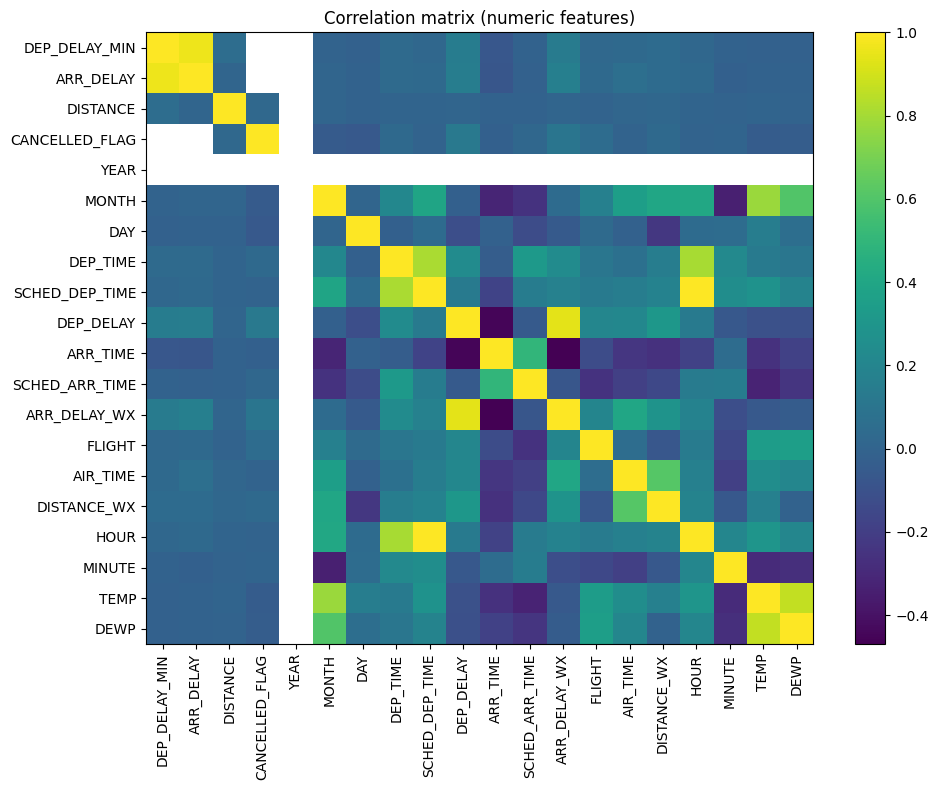 Correlation matrix (numeric features)
DEP_DELAY_MIN
ARR_DELAY
DISTANCE
CANCELLED_FLAG
YEAR
MONTH
DAY
DEP_TIME
SCHED_DEP_TIME
DEP_DELAY
ARR_TIME
SCHED_ARR_TIME
ARR_DELAY_WX
FLIGHT
AIR_TIME
DISTANCE_WX
HOUR
MINUTE
TEMP
DEWP
DEP_DELAY_MIN
ARR_DELAY
DISTANCE
CANCELLED_FLAG
YEAR
MONTH
DAY
DEP_TIME
SCHED_DEP_TIME
DEP_DELAY
ARR_TIME
SCHED_ARR_TIME
ARR_DELAY_WX
FLIGHT
AIR_TIME
DISTANCE_WX
HOUR
MINUTE
TEMP
DEWP
1.0
0.8
0.6
0.4
0.2
0.0
−0.2
−0.4